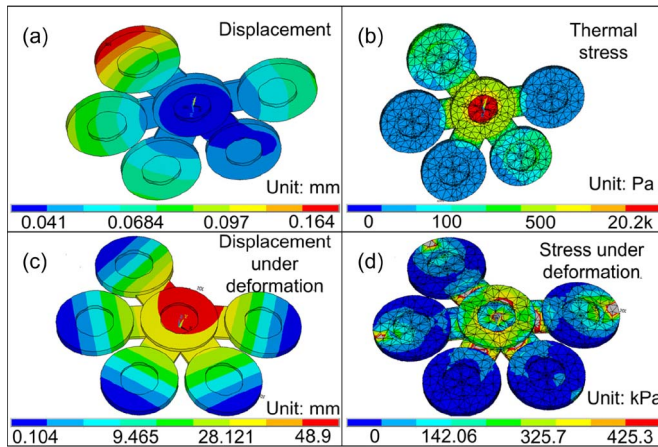 (a)
Displacement
Unit: mm
0.041 0.0684 0.097 0.164
(b)
Thermal
stress
Unit: Pa
0 100 500 20.2k
(c)
Displacement
under
deformation
Unit: mm
0.104 9.465 28.121 48.9
(d)
Stress under
deformation
Unit: kPa
0 142.06 325.7 425.2